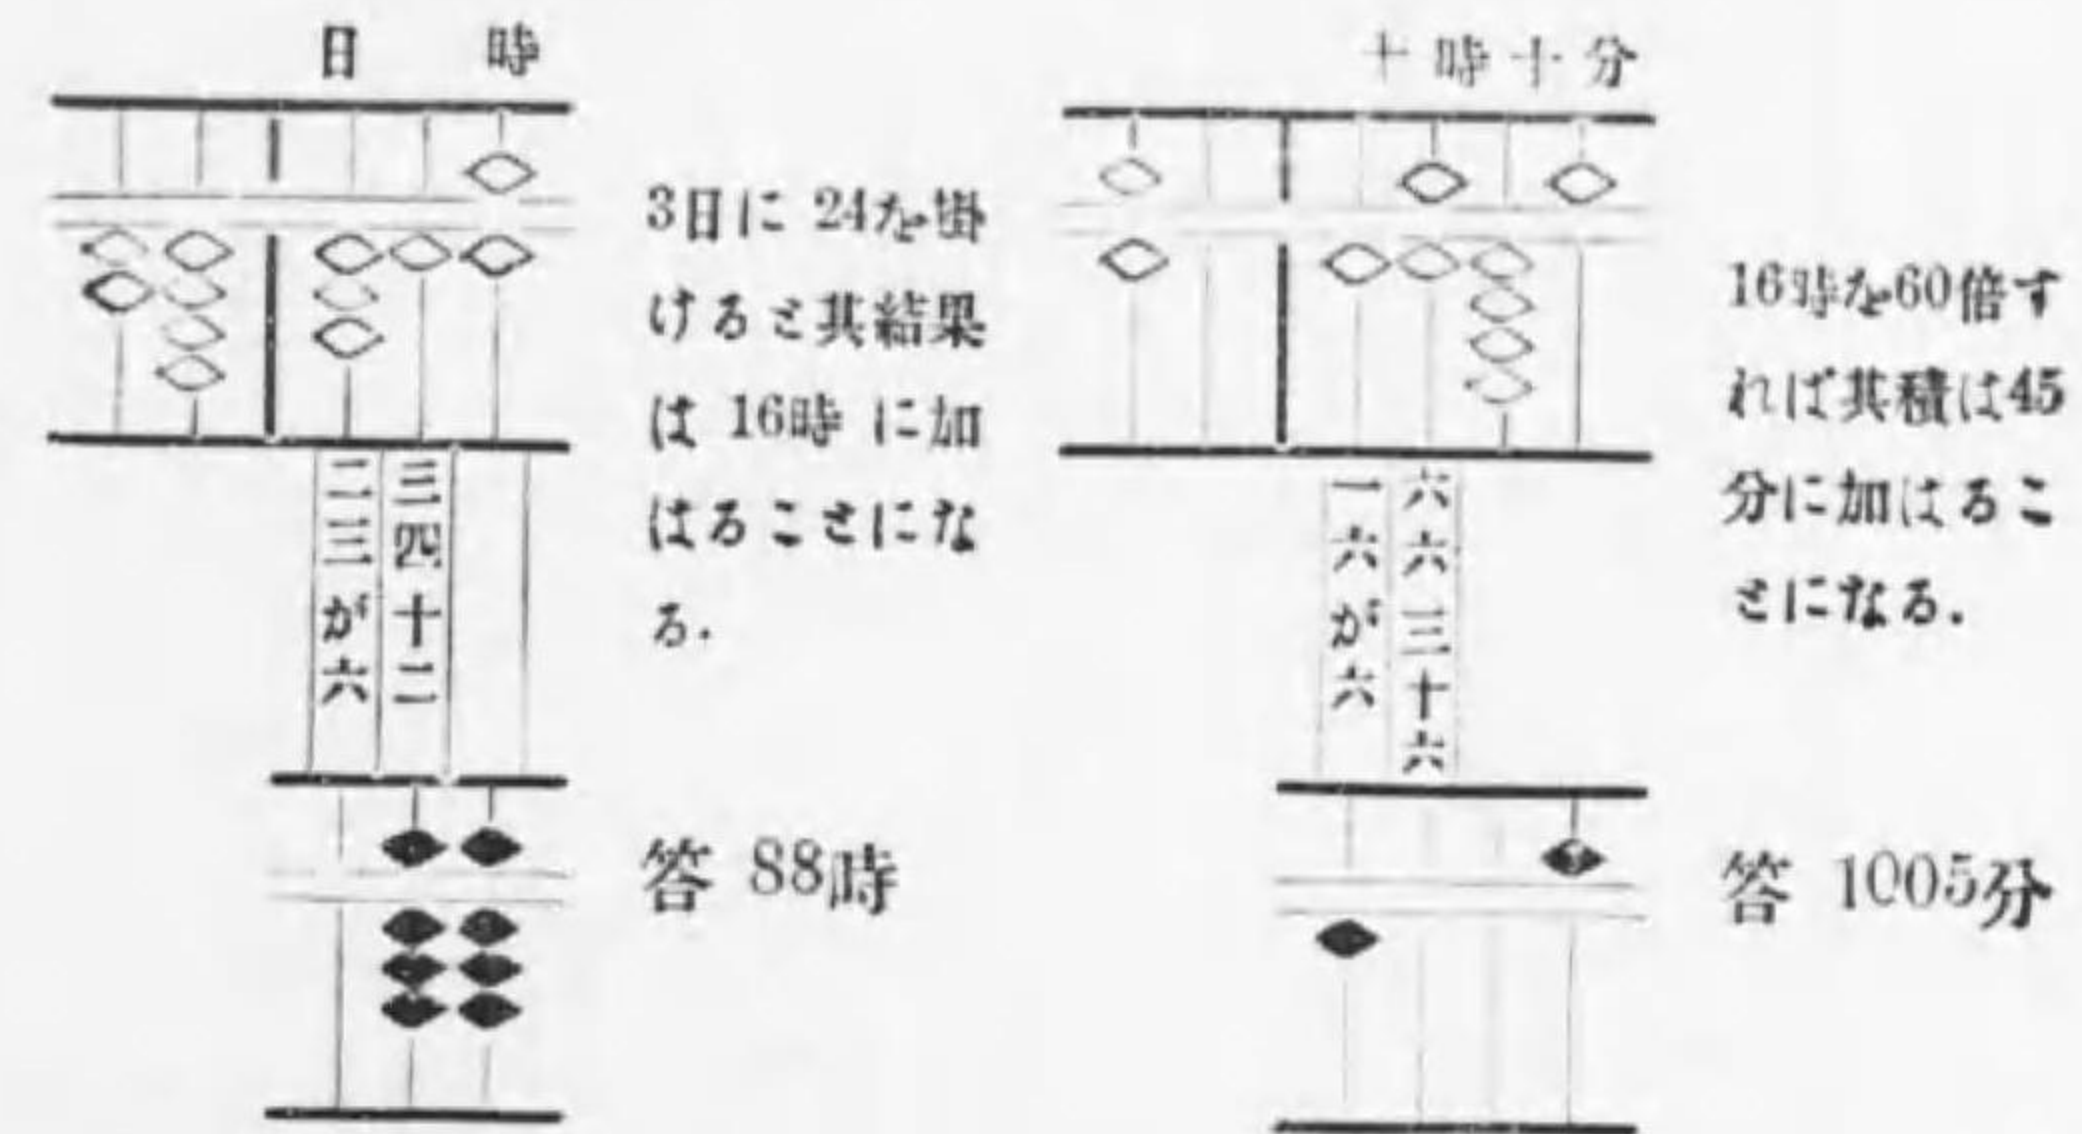 日 時
3日に 24を掛
けると其結果
は 16時 に加
はることにな
る.
三四十二
二三が六
答 88時
十時十分
16時を60倍す
れば其積は45
分に加はるこ
とになる.
六六三十六
一六が六
答 1005分